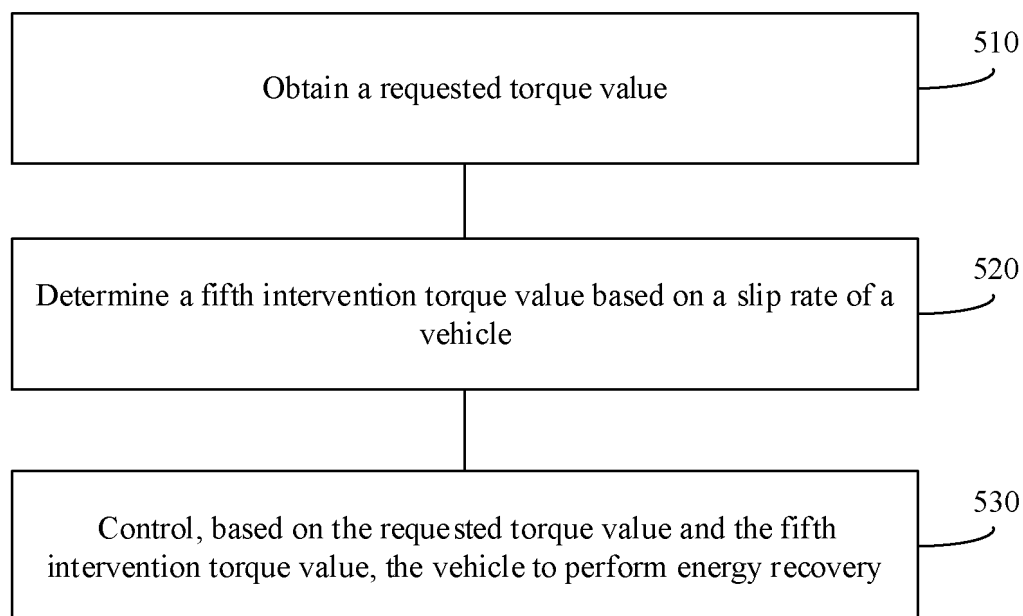 510
Obtain a requested torque value
520
Determine a fifth intervention torque value based on a slip rate of a
vehicle
530
Control, based on the requested torque value and the fifth
intervention torque value, the vehicle to perform energy recovery